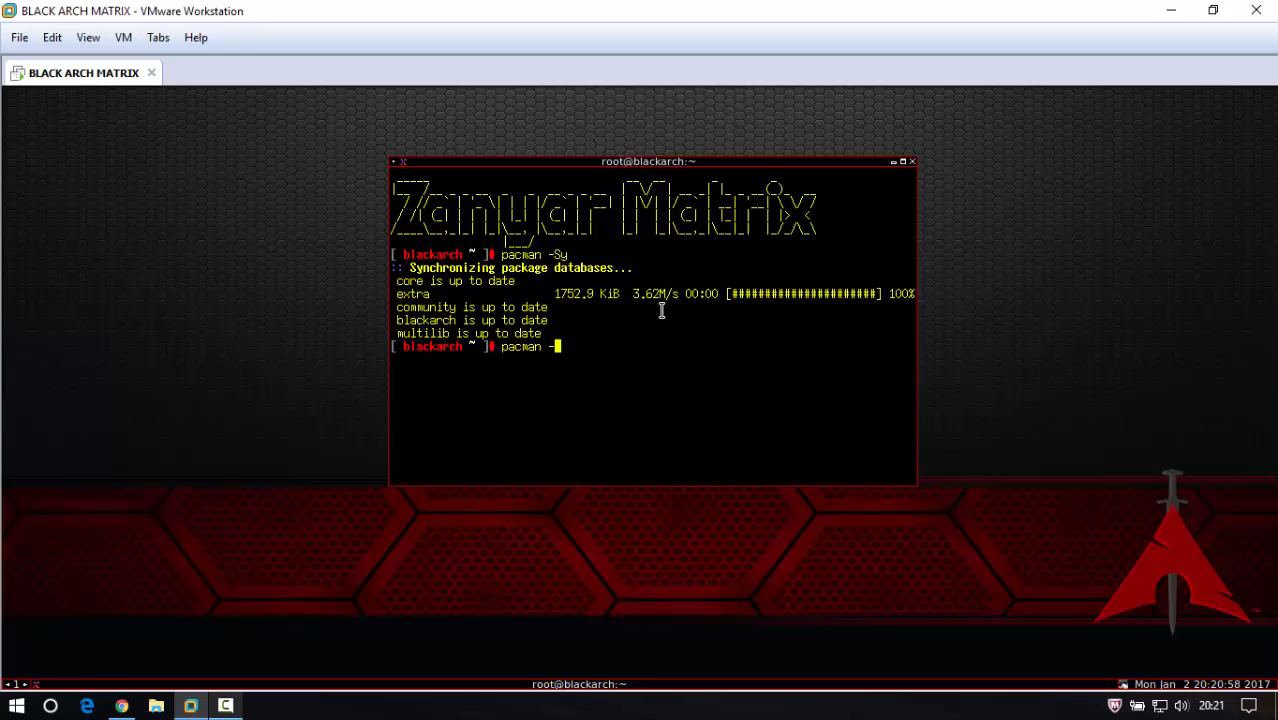 BLACK ARCH MATRIX - VMware Workstation
File Edit View VM Tabs Help
BLACK ARCH MATRIX
root@blackarch:~
Zanyar Matrix
[ blackarch ~ ]# pacman -Sy
:: Synchronizing package databases...
core is up to date
extra 1752.9 KiB 3.62M/s 00:00 [######################] 100%
community is up to date
blackarch is up to date
multilib is up to date
[ blackarch ~ ]# pacman -
1 root@blackarch:~ Mon Jan 2 20:20:58 2017
20:21